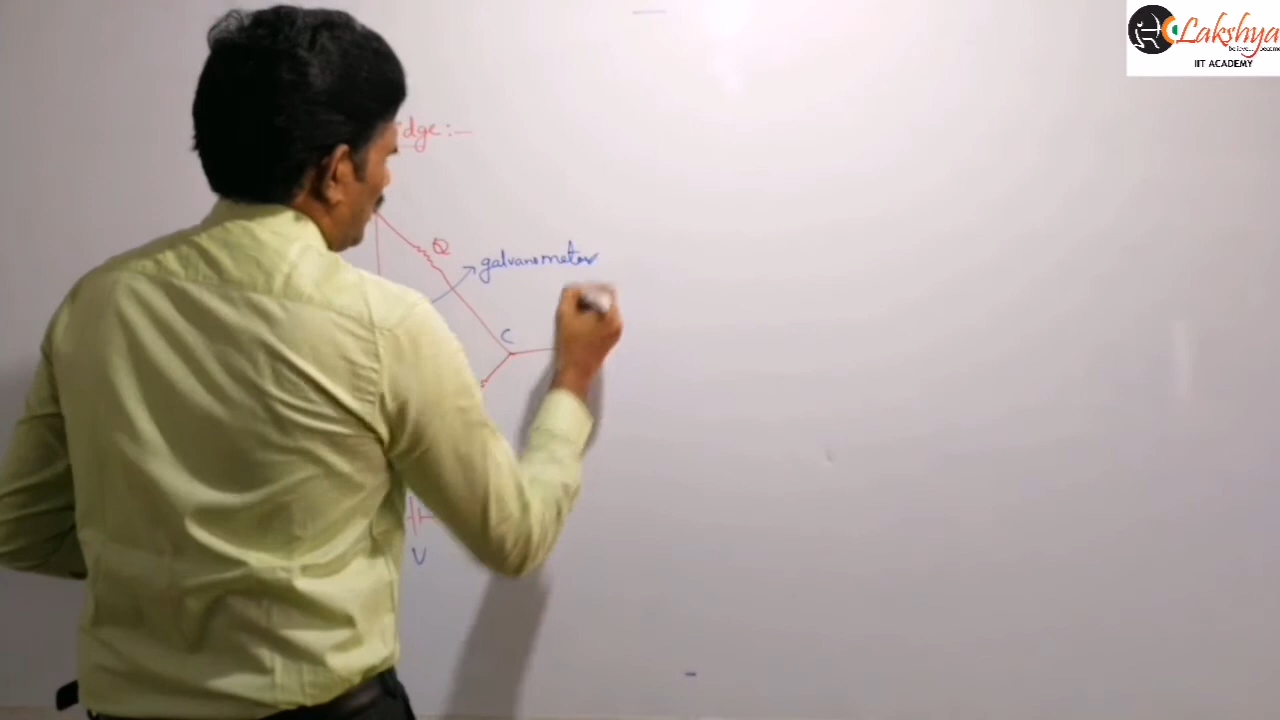 Lakshya
IIT ACADEMY
dge :-
Q
galvanometer
C
V